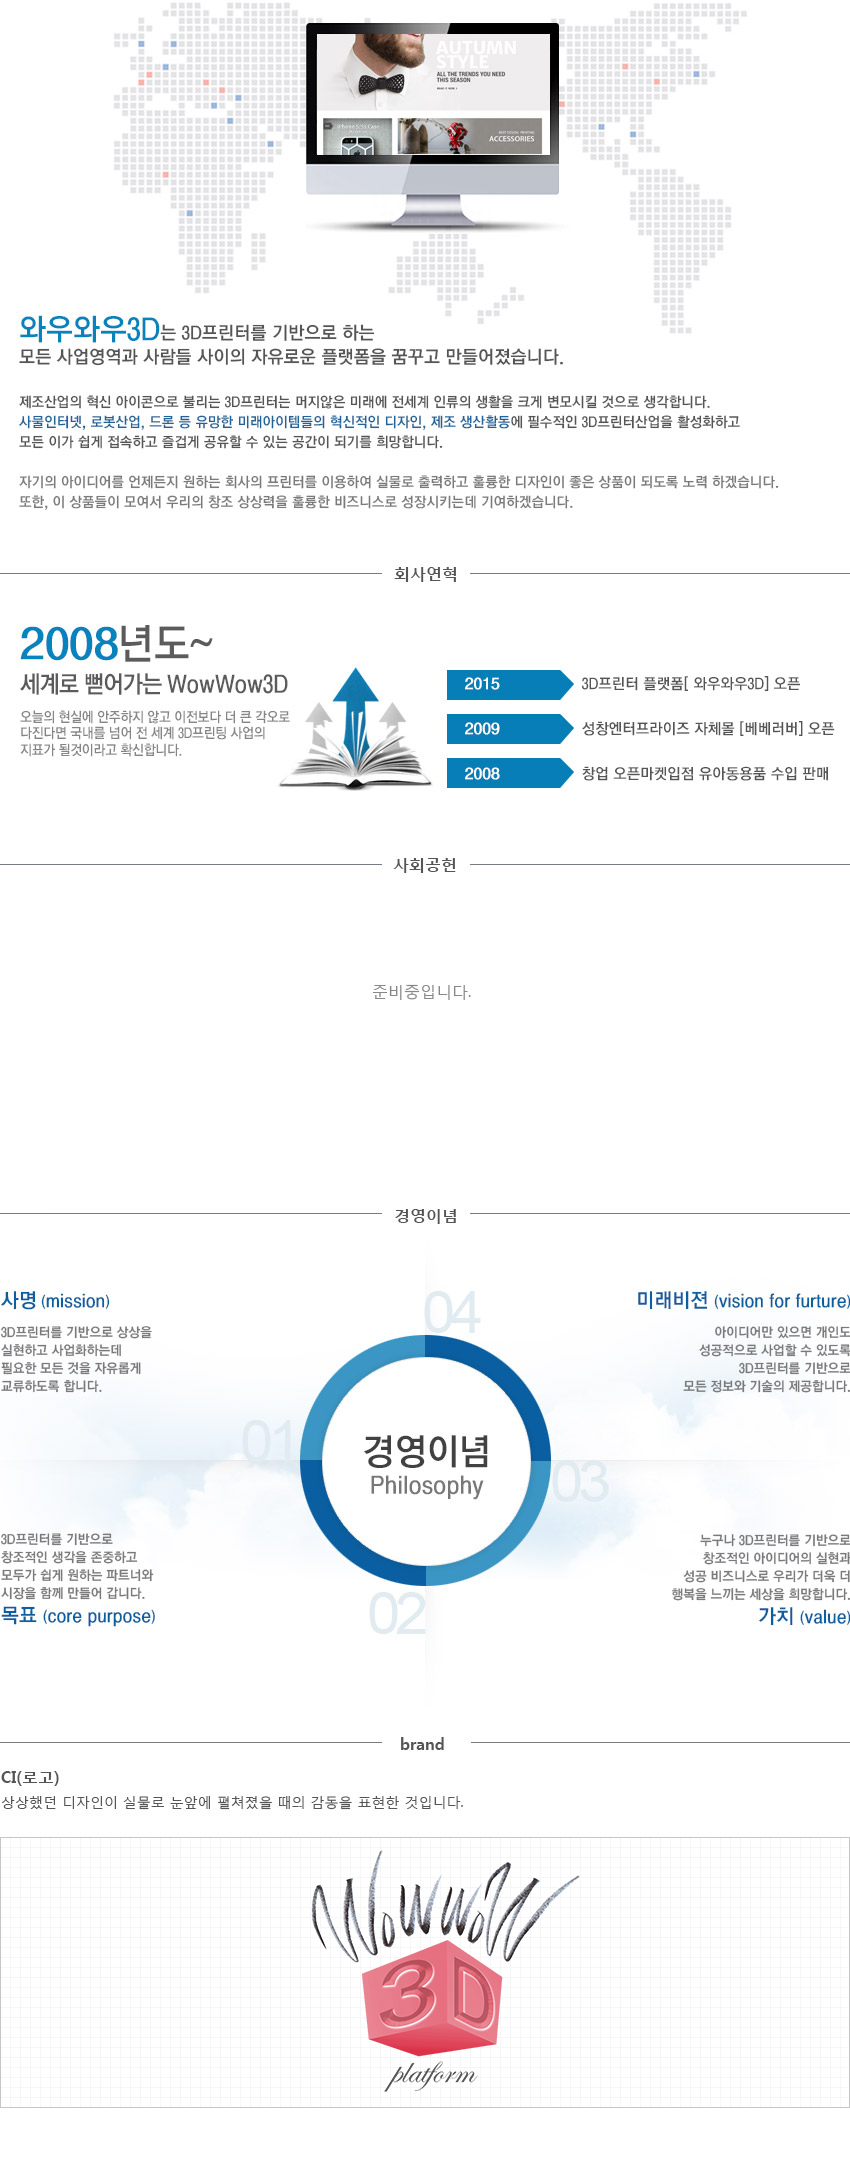 AUTUMN
STYLE
ALL THE TRENDS YOU NEED
THIS SEASON
iPhone 5/5s Case
ACCESSORIES
와우와우3D는 3D프린터를 기반으로 하는
모든 사업영역과 사람들 사이의 자유로운 플랫폼을 꿈꾸고 만들어졌습니다.
제조산업의 혁신 아이콘으로 불리는 3D프린터는 머지않은 미래에 전세계 인류의 생활을 크게 변모시킬 것으로 생각합니다.
사물인터넷, 로봇산업, 드론 등 유망한 미래아이템들의 혁신적인 디자인, 제조 생산활동에 필수적인 3D프린터산업을 활성화하고
모든 이가 쉽게 접속하고 즐겁게 공유할 수 있는 공간이 되기를 희망합니다.
자기의 아이디어를 언제든지 원하는 회사의 프린터를 이용하여 실물로 출력하고 훌륭한 디자인이 좋은 상품이 되도록 노력 하겠습니다.
또한, 이 상품들이 모여서 우리의 창조 상상력을 훌륭한 비즈니스로 성장시키는데 기여하겠습니다.
회사연혁
2008년도~
세계로 뻗어가는 WowWow3D
오늘의 현실에 안주하지 않고 이전보다 더 큰 각오로
다진다면 국내를 넘어 전 세계 3D프린팅 사업의
지표가 될것이라고 확신합니다.
2015 3D프린터 플랫폼[ 와우와우3D] 오픈
2009 성창엔터프라이즈 자체몰 [베베러버] 오픈
2008 창업 오픈마켓입점 유아동용품 수입 판매
사회공헌
준비중입니다.
경영이념
사명 (mission)
3D프린터를 기반으로 상상을
실현하고 사업화하는데
필요한 모든 것을 자유롭게
교류하도록 합니다.
04
미래비젼 (vision for furture)
아이디어만 있으면 개인도
성공적으로 사업할 수 있도록
3D프린터를 기반으로
모든 정보와 기술의 제공합니다.
01
경영이념
Philosophy
03
3D프린터를 기반으로
창조적인 생각을 존중하고
모두가 쉽게 원하는 파트너와
시장을 함께 만들어 갑니다.
목표 (core purpose)
02
누구나 3D프린터를 기반으로
창조적인 아이디어의 실현과
성공 비즈니스로 우리가 더욱 더
행복을 느끼는 세상을 희망합니다.
가치 (value)
brand
CI(로고)
상상했던 디자인이 실물로 눈앞에 펼쳐졌을 때의 감동을 표현한 것입니다.
WowwoW
3D
platform